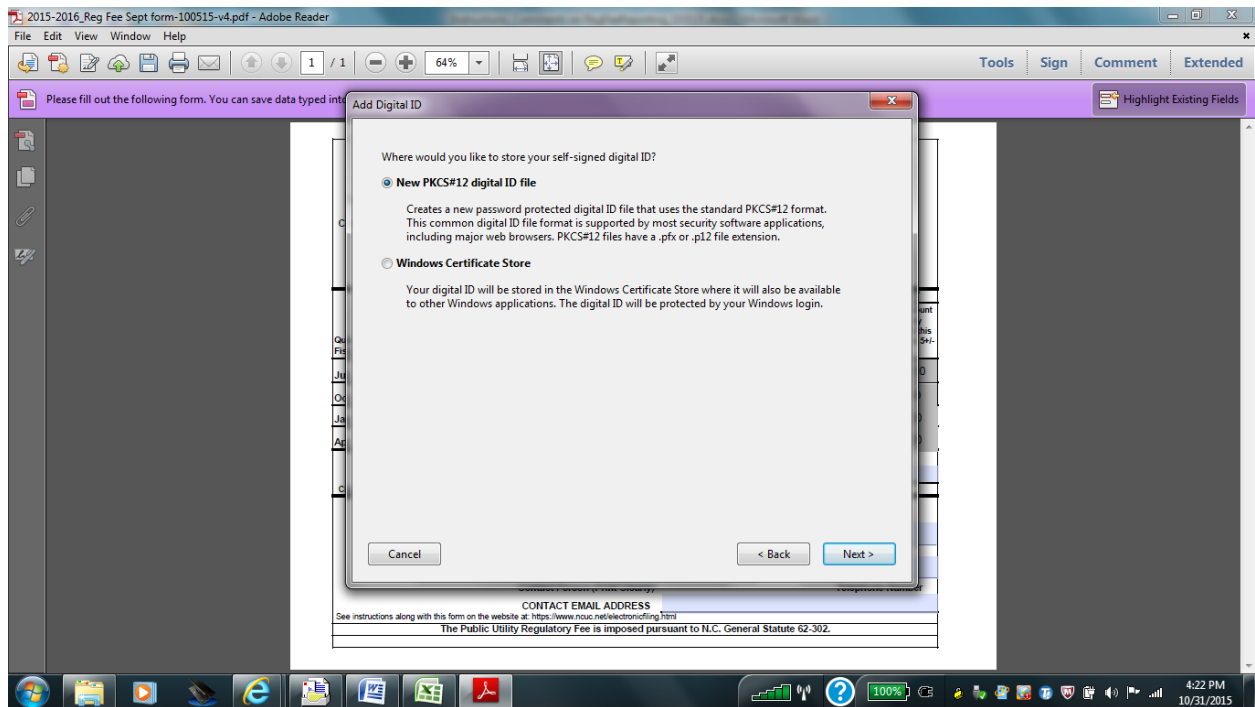 2015-2016_Reg Fee Sept form-100515-v4.pdf - Adobe Reader
File Edit View Window Help
1 / 1 64% Tools Sign Comment Extended
Please fill out the following form. You can save data typed into
Highlight Existing Fields
Add Digital ID
Where would you like to store your self-signed digital ID?
New PKCS#12 digital ID file
Creates a new password protected digital ID file that uses the standard PKCS#12 format.
This common digital ID file format is supported by most security software applications,
including major web browsers. PKCS#12 files have a .pfx or .p12 file extension.
Windows Certificate Store
Your digital ID will be stored in the Windows Certificate Store where it will also be available
to other Windows applications. The digital ID will be protected by your Windows login.
Cancel < Back Next >
CONTACT EMAIL ADDRESS
See instructions along with this form on the website at: https://www.ncuc.net/electronicfiling.html
The Public Utility Regulatory Fee is imposed pursuant to N.C. General Statute 62-302.
100%
4:22 PM
10/31/2015